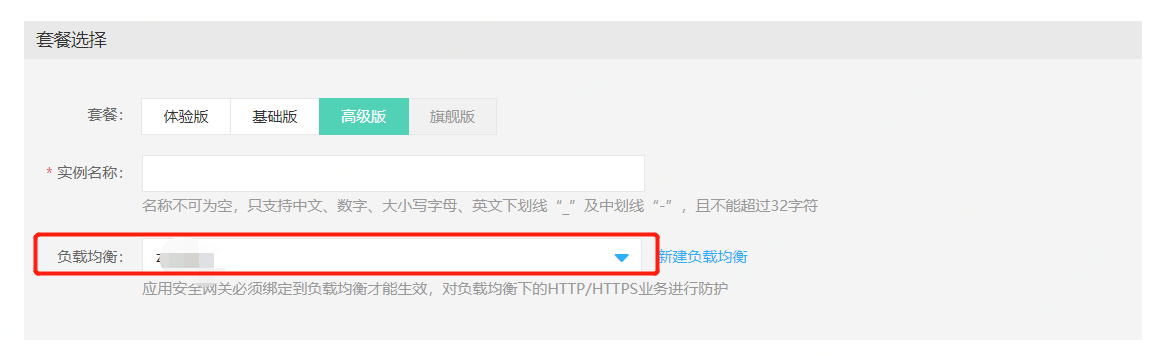 套餐选择
套餐： 体验版 基础版 高级版 旗舰版
* 实例名称：
名称不可为空，只支持中文、数字、大小写字母、英文下划线“_”及中划线“-”，且不能超过32字符
负载均衡： 新建负载均衡
应用安全网关必须绑定到负载均衡才能生效，对负载均衡下的HTTP/HTTPS业务进行防护